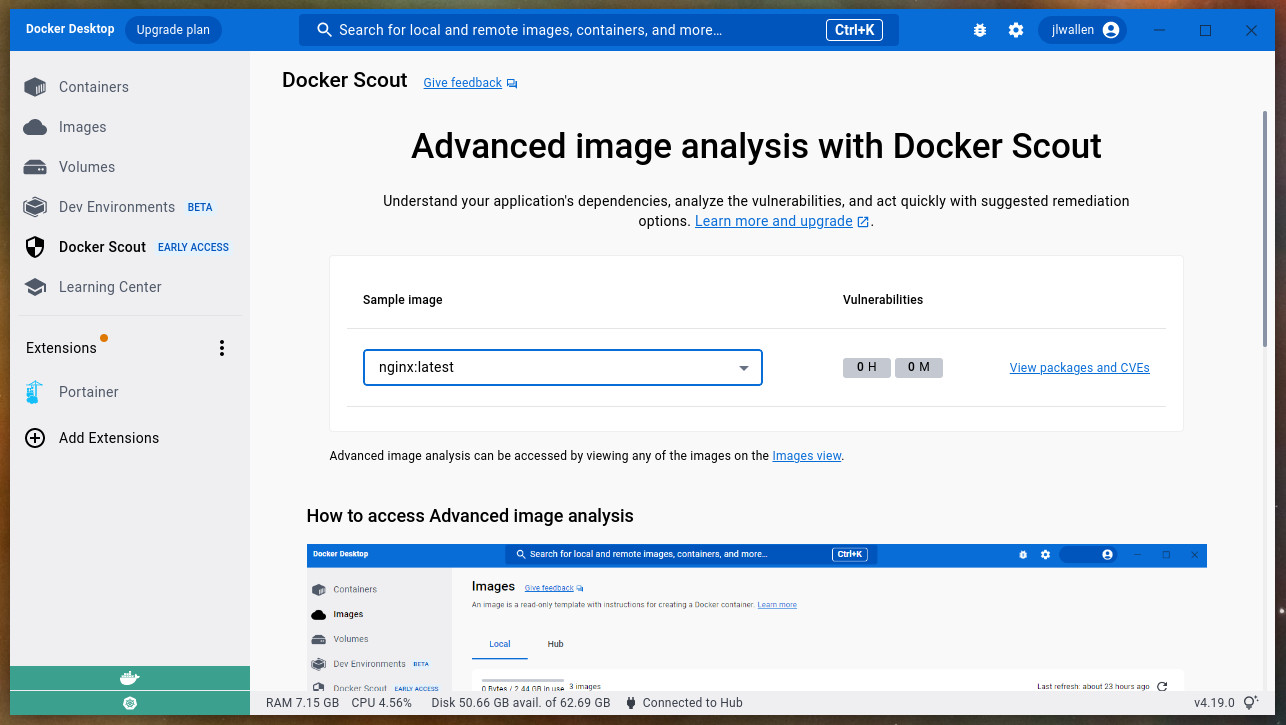 Docker Desktop
Upgrade plan
Search for local and remote images, containers, and more...
Ctrl+K
jlwallen
Containers
Images
Volumes
Dev Environments BETA
Docker Scout EARLY ACCESS
Learning Center
Extensions
Portainer
Add Extensions
Docker Scout
Give feedback
Advanced image analysis with Docker Scout
Understand your application's dependencies, analyze the vulnerabilities, and act quickly with suggested remediation
options. Learn more and upgrade.
Sample image
Vulnerabilities
nginx:latest
0 H
0 M
View packages and CVEs
Advanced image analysis can be accessed by viewing any of the images on the Images view.
How to access Advanced image analysis
Docker Desktop
Search for local and remote images, containers, and more...
Ctrl+K
Containers
Images
Volumes
Dev Environments BETA
Docker Scout EARLY ACCESS
Images
Give feedback
An image is a read-only template with instructions for creating a Docker container. Learn more
Local
Hub
0 Bytes / 2.44 GB in use
3 images
Last refresh: about 23 hours ago
RAM 7.15 GB
CPU 4.56%
Disk 50.66 GB avail. of 62.69 GB
Connected to Hub
v4.19.0